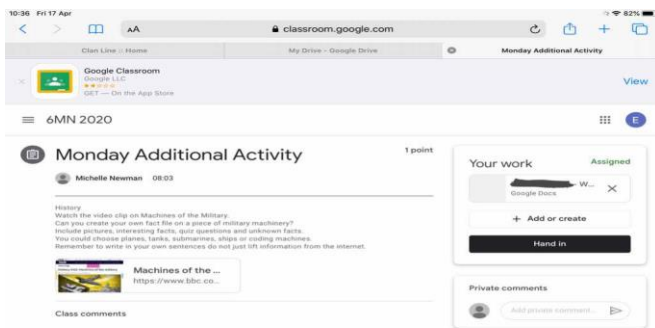 10:36 Fri 17 Apr
82%
AA
classroom.google.com
Clan Line :: Home
My Drive - Google Drive
Monday Additional Activity
Google Classroom
Google LLC
GET — On the App Store
View
6MN 2020
E
Monday Additional Activity
1 point
Michelle Newman 08:03
History
Watch the video clip on Machines of the Military.
Can you create your own fact file on a piece of military machinery?
Include pictures, interesting facts, quiz questions and unknown facts.
You could choose planes, tanks, submarines, ships or coding machines.
Remember to write in your own sentences do not just lift information from the internet.
Machines of the ...
https://www.bbc.co...
Class comments
Your work
Assigned
W...
Google Docs
+ Add or create
Hand in
Private comments
Add private comment...